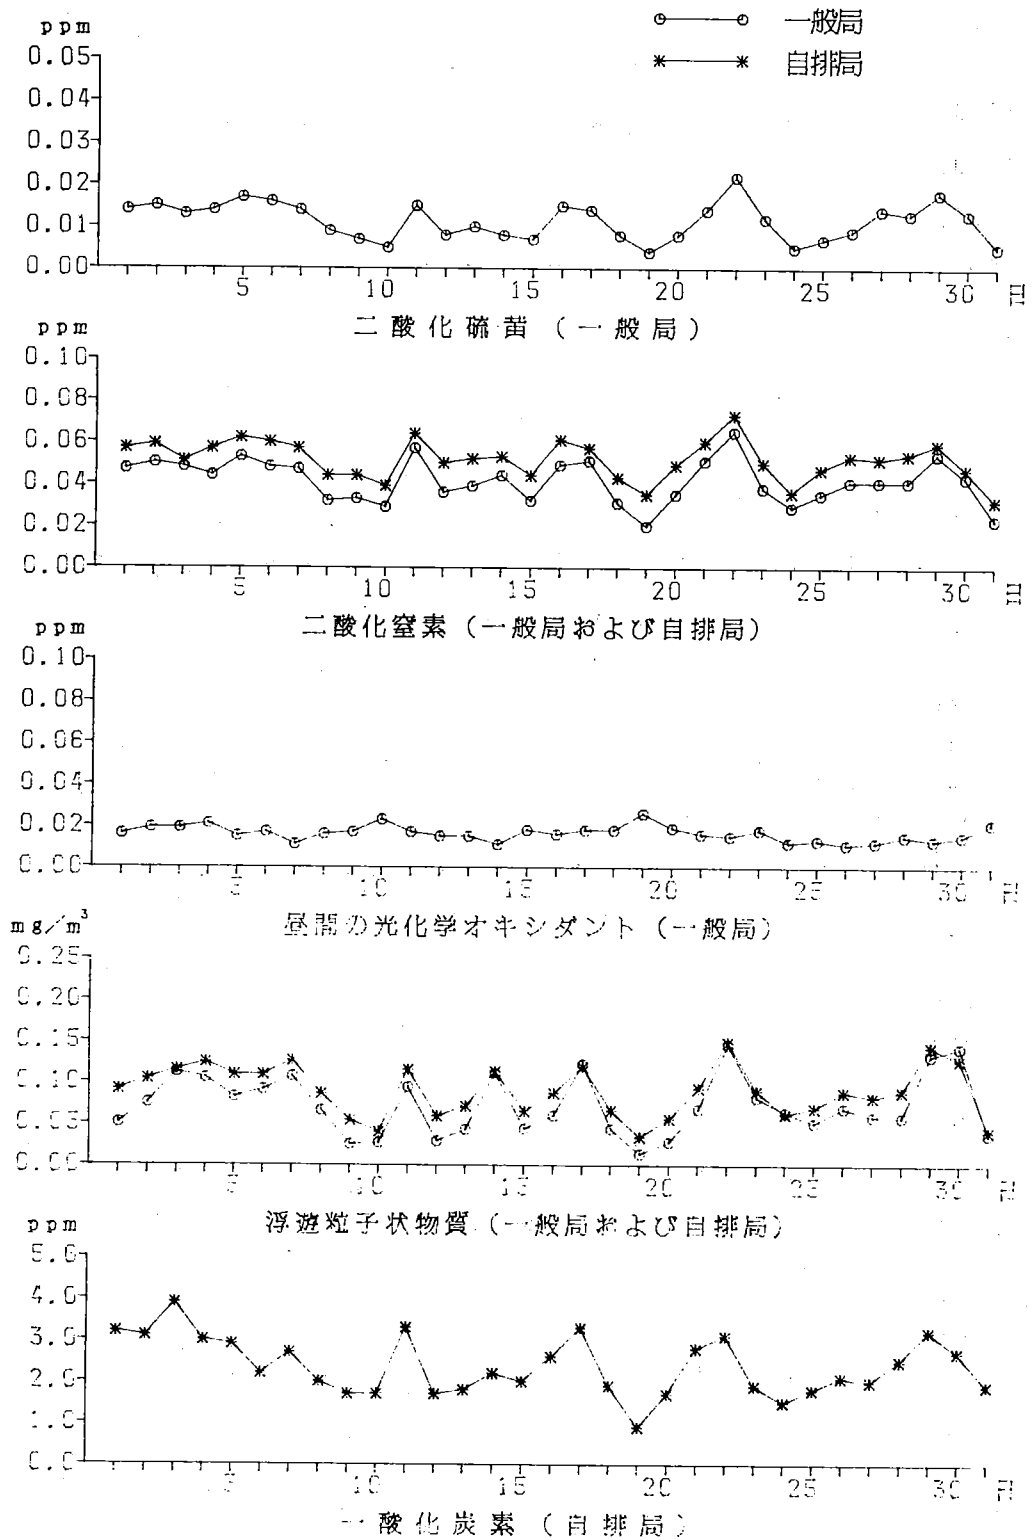 一般局
自排局
ppm
0.05
0.04
0.03
0.02
0.01
0.00
5 10 15 20 25 30 日
二酸化硫黄（一般局）
ppm
0.10
0.08
0.06
0.04
0.02
0.00
5 10 15 20 25 30 日
二酸化窒素（一般局および自排局）
ppm
0.10
0.08
0.06
0.04
0.02
0.00
5 10 15 20 25 30 日
昼間の光化学オキシダント（一般局）
mg/m³
0.25
0.20
0.15
0.10
0.05
0.00
5 10 15 20 25 30 日
浮遊粒子状物質（一般局および自排局）
ppm
5.0
4.0
3.0
2.0
1.0
0.0
5 10 15 20 25 30 日
一酸化炭素（自排局）